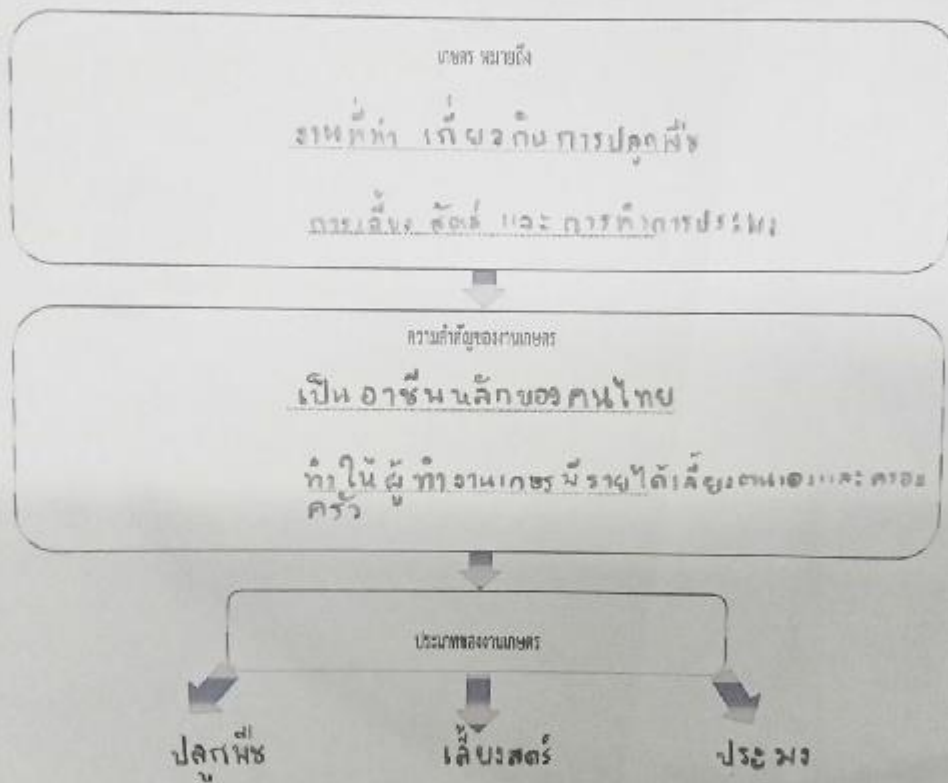 เกษตร หมายถึง
งานที่ทำ เกี่ยวกับการปลูกพืช
การเลี้ยง สัตว์ และ การทำการประมง
ความสำคัญของงานเกษตร
เป็นอาชีพหลักของคนไทย
ทำให้ผู้ทำงานเกษรมีรายได้เลี้ยงตนเองและครอบ
ครัว
ประเภทของงานเกษตร
ปลูกพืช เลี้ยงสตร์ ประมง